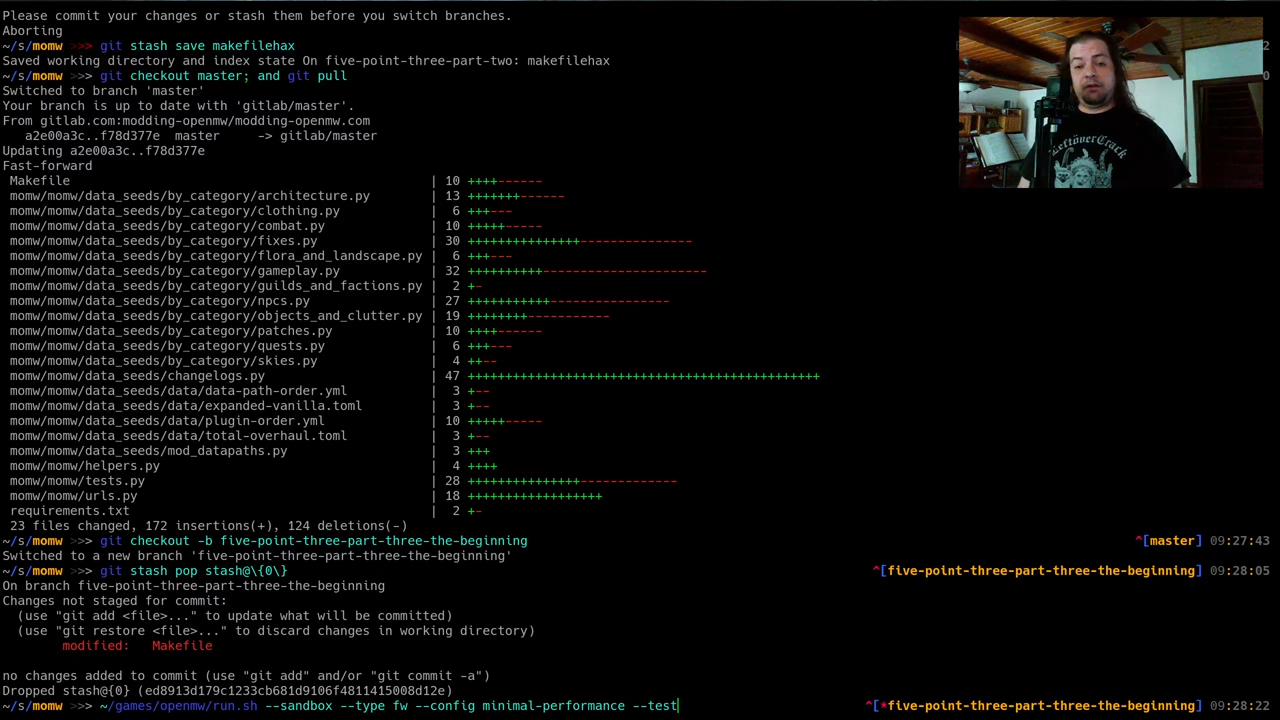 Please commit your changes or stash them before you switch branches.
Aborting
~/s/momw >>> git stash save makefilehax
Saved working directory and index state On five-point-three-part-two: makefilehax
~/s/momw >>> git checkout master; and git pull
Switched to branch 'master'
Your branch is up to date with 'gitlab/master'.
From gitlab.com:modding-openmw/modding-openmw.com
a2e00a3c..f78d377e  master     -> gitlab/master
Updating a2e00a3c..f78d377e
Fast-forward
Makefile | 10 ++++------
momw/momw/data_seeds/by_category/architecture.py | 13 +++++++------
momw/momw/data_seeds/by_category/clothing.py | 6 +++---
momw/momw/data_seeds/by_category/combat.py | 10 +++++-----
momw/momw/data_seeds/by_category/fixes.py | 30 +++++++++++++++---------------
momw/momw/data_seeds/by_category/flora_and_landscape.py | 6 +++---
momw/momw/data_seeds/by_category/gameplay.py | 32 ++++++++++----------------------
momw/momw/data_seeds/by_category/guilds_and_factions.py | 2 +-
momw/momw/data_seeds/by_category/npcs.py | 27 +++++++++++----------------
momw/momw/data_seeds/by_category/objects_and_clutter.py | 19 ++++++++-----------
momw/momw/data_seeds/by_category/patches.py | 10 ++++------
momw/momw/data_seeds/by_category/quests.py | 6 +++---
momw/momw/data_seeds/by_category/skies.py | 4 ++--
momw/momw/data_seeds/changelogs.py | 47 +++++++++++++++++++++++++++++++++++++++++++++++
momw/momw/data_seeds/data/data-path-order.yml | 3 +--
momw/momw/data_seeds/data/expanded-vanilla.toml | 3 +--
momw/momw/data_seeds/data/plugin-order.yml | 10 +++++-----
momw/momw/data_seeds/data/total-overhaul.toml | 3 +--
momw/momw/data_seeds/mod_datapaths.py | 3 +++
momw/momw/helpers.py | 4 ++++
momw/momw/tests.py | 28 +++++++++++++++-------------
momw/momw/urls.py | 18 ++++++++++++++++++
requirements.txt | 2 +-
23 files changed, 172 insertions(+), 124 deletions(-)
~/s/momw >>> git checkout -b five-point-three-part-three-the-beginning ^[master] 09:27:43
Switched to a new branch 'five-point-three-part-three-the-beginning'
~/s/momw >>> git stash pop stash@\{0\} ^[five-point-three-part-three-the-beginning] 09:28:05
On branch five-point-three-part-three-the-beginning
Changes not staged for commit:
(use "git add <file>..." to update what will be committed)
(use "git restore <file>..." to discard changes in working directory)
modified:   Makefile
no changes added to commit (use "git add" and/or "git commit -a")
Dropped stash@{0} (ed8913d179c1233cb681d9106f4811415008d12e)
~/s/momw >>> ~/games/openmw/run.sh --sandbox --type fw --config minimal-performance --test ^[*five-point-three-part-three-the-beginning] 09:28:22
LeftöverCrack